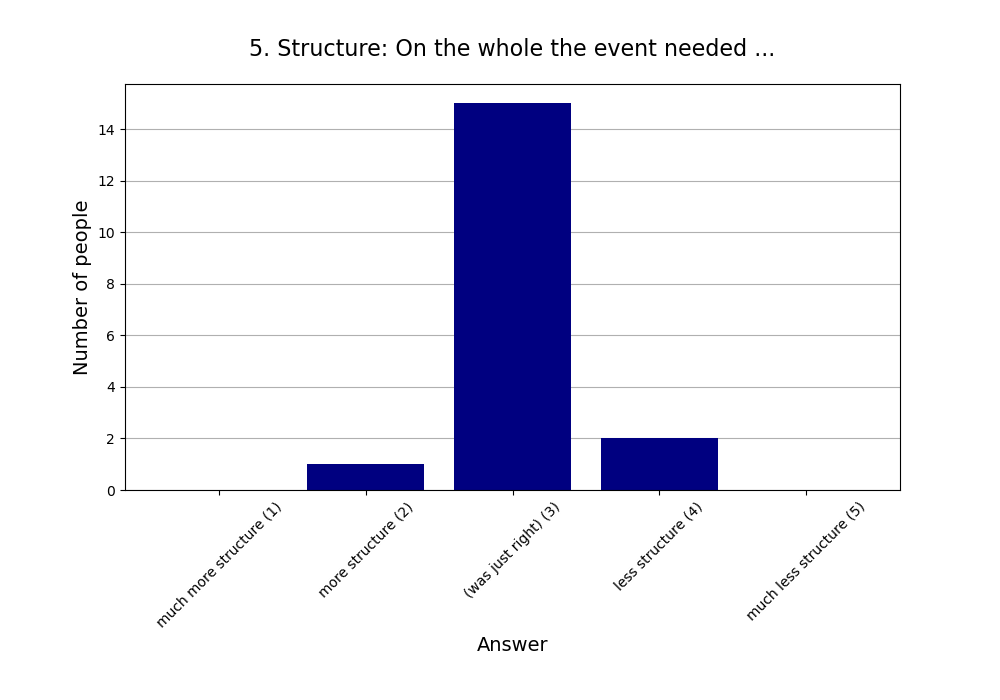 5. Structure: On the whole the event needed ...
Number of people
14
12
10
8
6
4
2
0
much more structure (1)
more structure (2)
(was just right) (3)
less structure (4)
much less structure (5)
Answer